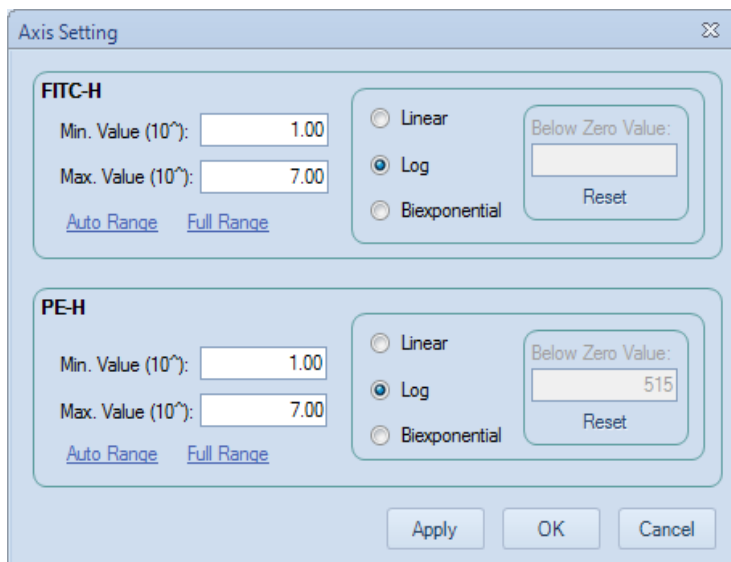 Axis Setting
FITC-H
Min. Value (10^): 1.00
Max. Value (10^): 7.00
Auto Range Full Range
Linear
Log
Biexponential
Below Zero Value:
Reset
PE-H
Min. Value (10^): 1.00
Max. Value (10^): 7.00
Auto Range Full Range
Linear
Log
Biexponential
Below Zero Value:
515
Reset
Apply OK Cancel